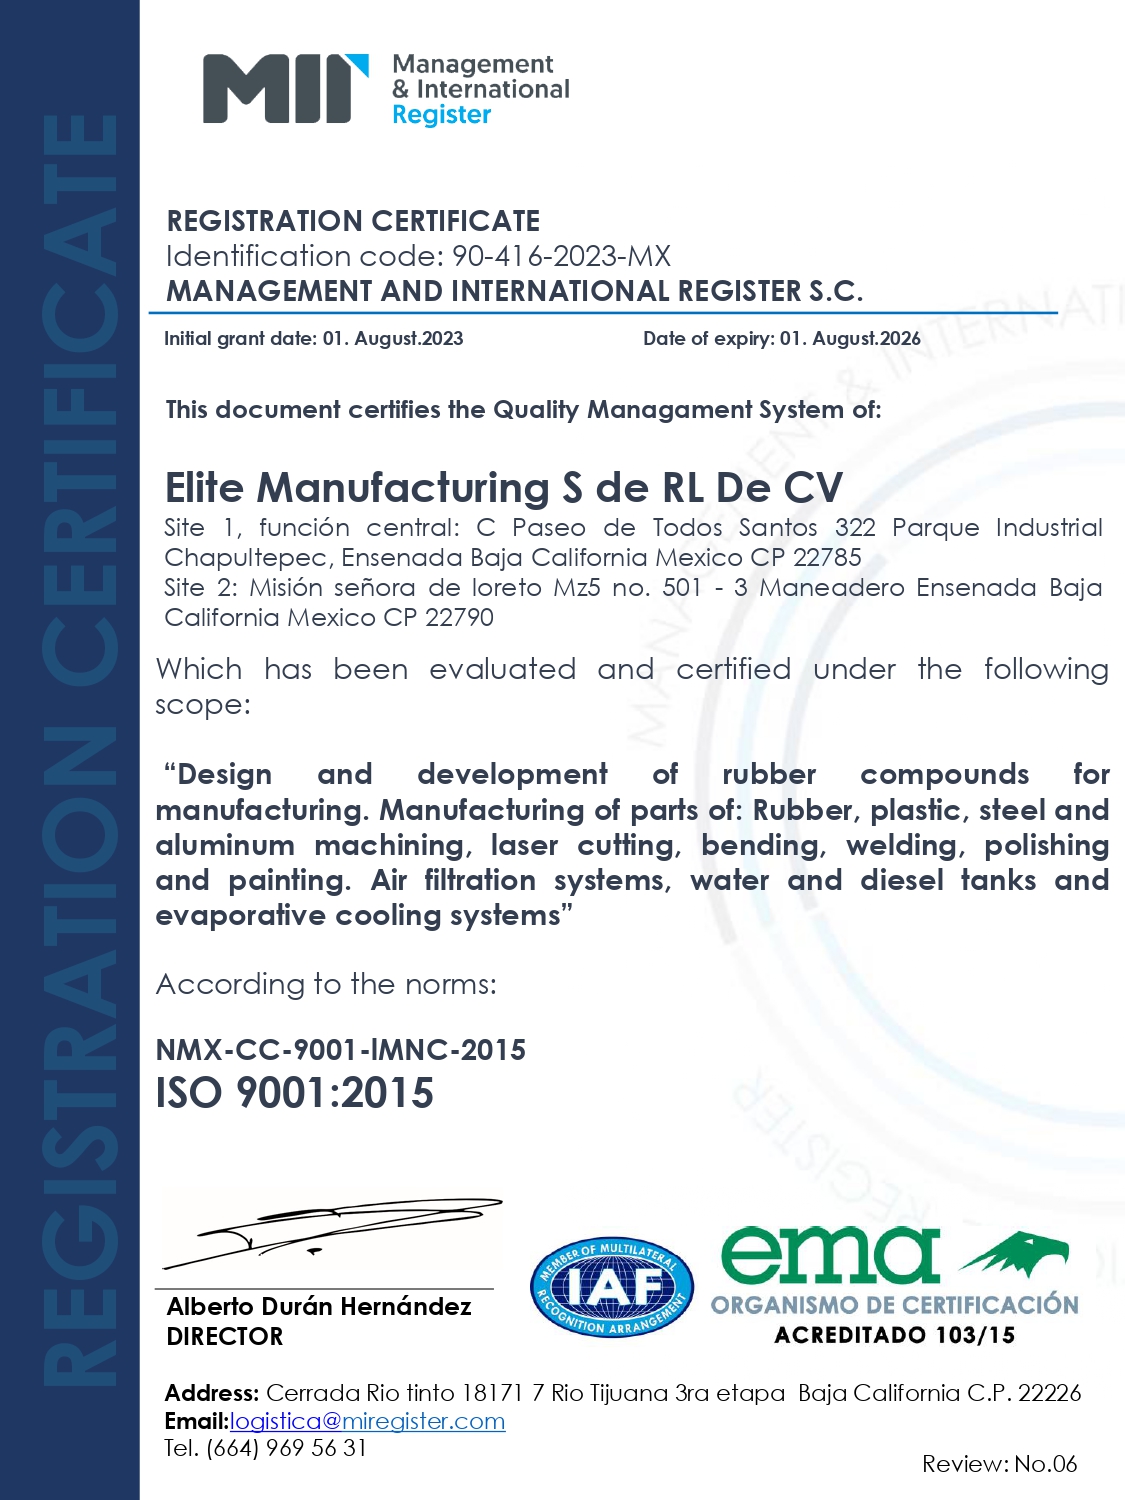 REGISTRATION CERTIFICATE
MIR
Management
& International
Register
REGISTRATION CERTIFICATE
Identification code: 90-416-2023-MX
MANAGEMENT AND INTERNATIONAL REGISTER S.C.
Initial grant date: 01. August.2023 Date of expiry: 01. August.2026
This document certifies the Quality Managament System of:
Elite Manufacturing S de RL De CV
Site 1, función central: C Paseo de Todos Santos 322 Parque Industrial
Chapultepec, Ensenada Baja California Mexico CP 22785
Site 2: Misión señora de loreto Mz5 no. 501 - 3 Maneadero Ensenada Baja
California Mexico CP 22790
Which has been evaluated and certified under the following
scope:
“Design and development of rubber compounds for
manufacturing. Manufacturing of parts of: Rubber, plastic, steel and
aluminum machining, laser cutting, bending, welding, polishing
and painting. Air filtration systems, water and diesel tanks and
evaporative cooling systems”
According to the norms:
NMX-CC-9001-IMNC-2015
ISO 9001:2015
MANAGEMENT & INTERNATI
REGISTER
Alberto Durán Hernández
DIRECTOR
MEMBER OF MULTILATERAL
IAF
RECOGNITION ARRANGEMENT
ema
ORGANISMO DE CERTIFICACIÓN
ACREDITADO 103/15
Address: Cerrada Rio tinto 18171 7 Rio Tijuana 3ra etapa Baja California C.P. 22226
Email:logistica@miregister.com
Tel. (664) 969 56 31
Review: No.06